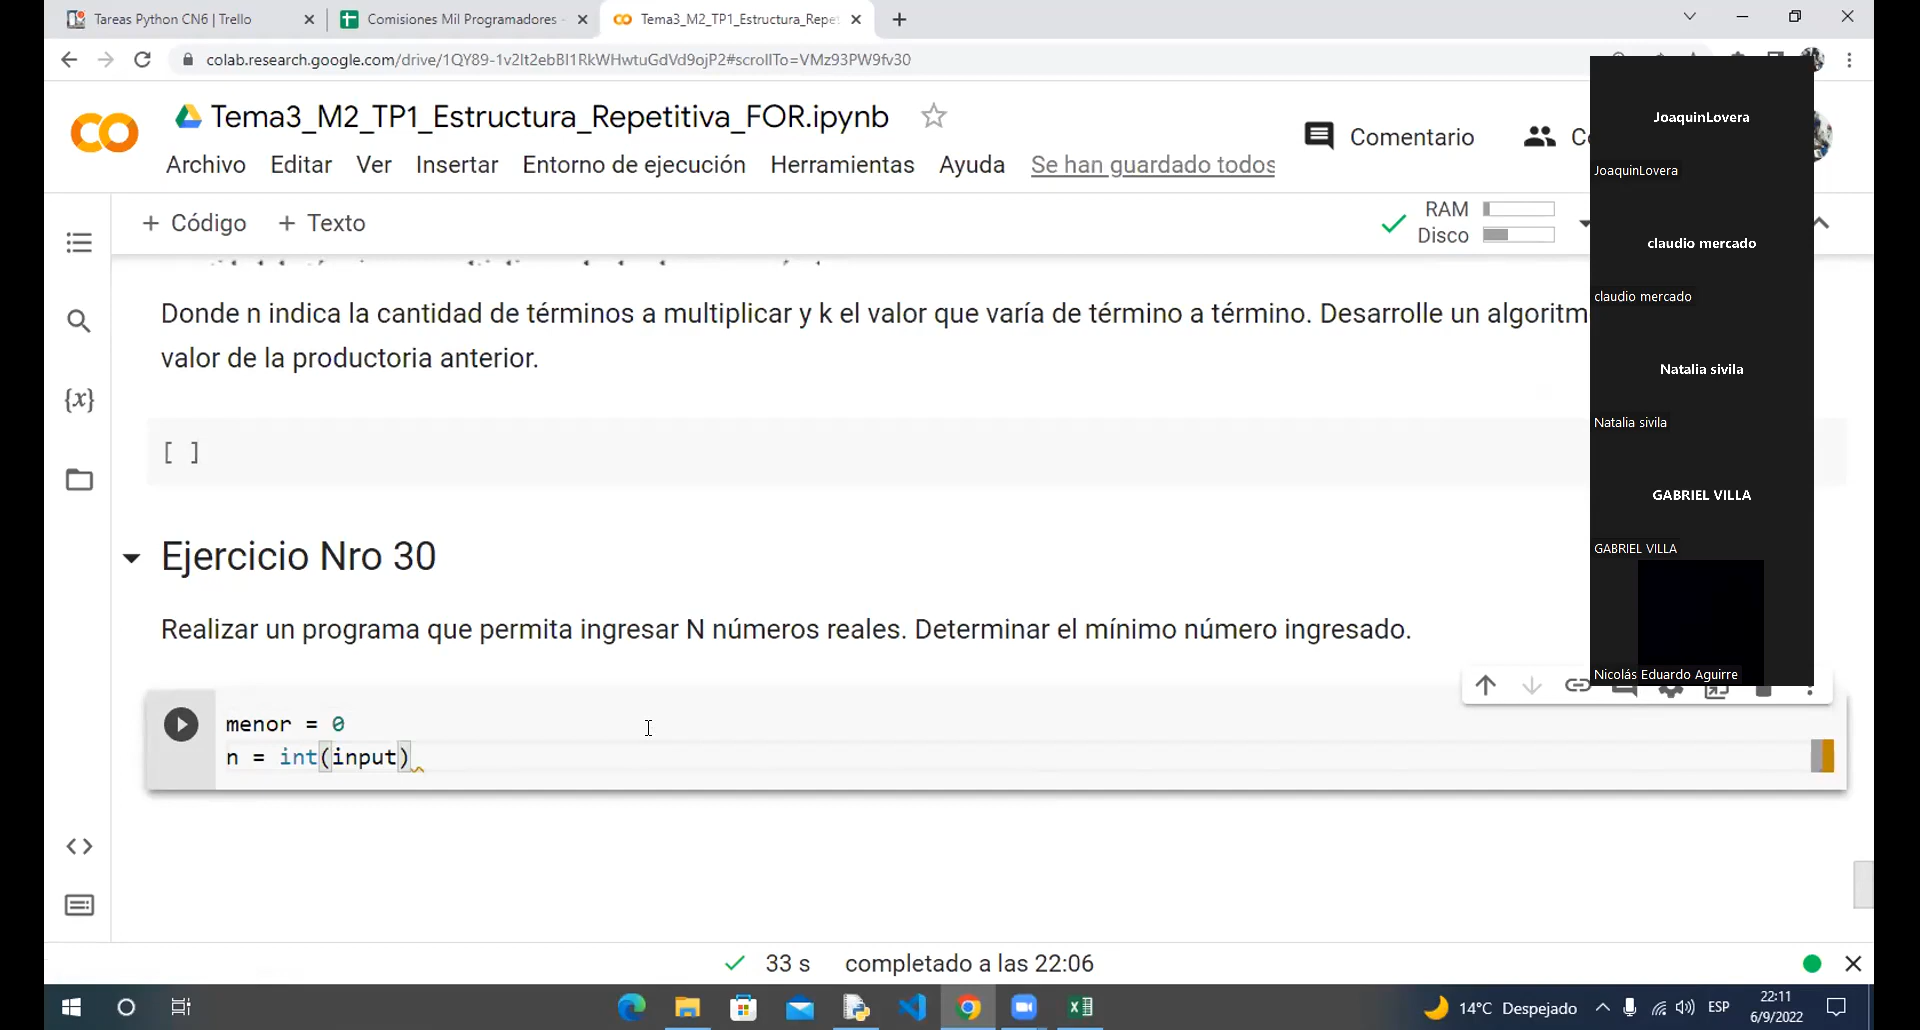 Tareas Python CN6 | Trello
Comisiones Mil Programadores -
Tema3_M2_TP1_Estructura_Repe
colab.research.google.com/drive/1QY89-1v2lt2ebBl1RkWHwtuGdVd9ojP2#scrollTo=VMz93PW9fv30
Tema3_M2_TP1_Estructura_Repetitiva_FOR.ipynb
Comentario
Archivo Editar Ver Insertar Entorno de ejecución Herramientas Ayuda Se han guardado todos
+ Código + Texto
RAM
Disco
Donde n indica la cantidad de términos a multiplicar y k el valor que varía de término a término. Desarrolle un algoritm
valor de la productoria anterior.
[ ]
Ejercicio Nro 30
Realizar un programa que permita ingresar N números reales. Determinar el mínimo número ingresado.
menor = 0
n = int(input)
JoaquinLovera
JoaquinLovera
claudio mercado
claudio mercado
Natalia sivila
Natalia sivila
GABRIEL VILLA
GABRIEL VILLA
Nicolás Eduardo Aguirre
33 s completado a las 22:06
14°C Despejado
ESP
22:11
6/9/2022